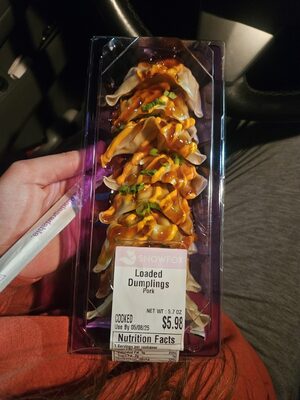 SNOWFOX
Loaded
Dumplings
Pork
NET WT : 5.7 OZ
COOKED
Use By 05/08/25
$5.98
Nutrition Facts